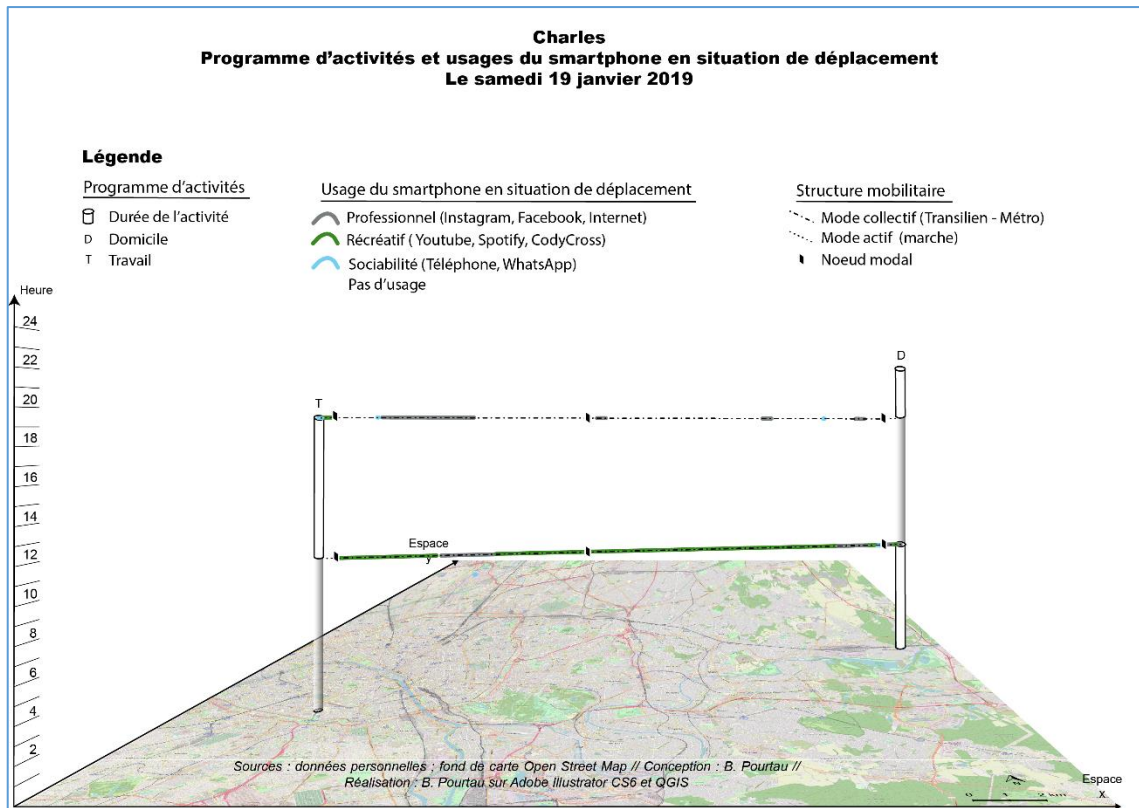 Charles
Programme d'activités et usages du smartphone en situation de déplacement
Le samedi 19 janvier 2019
Légende
Programme d'activités
Durée de l'activité
D Domicile
T Travail
Usage du smartphone en situation de déplacement
Professionnel (Instagram, Facebook, Internet)
Récréatif (Youtube, Spotify, CodyCross)
Sociabilité (Téléphone, WhatsApp)
Pas d'usage
Structure mobilitaire
Mode collectif (Transilien - Métro)
Mode actif (marche)
Noeud modal
Heure
24
22
20
18
16
14
12
10
8
6
4
2
T
D
Espace
y
Sources : données personnelles ; fond de carte Open Street Map // Conception : B. Pourtau //
Réalisation : B. Pourtau sur Adobe Illustrator CS6 et QGIS
N
0 1 2 km
Espace
X